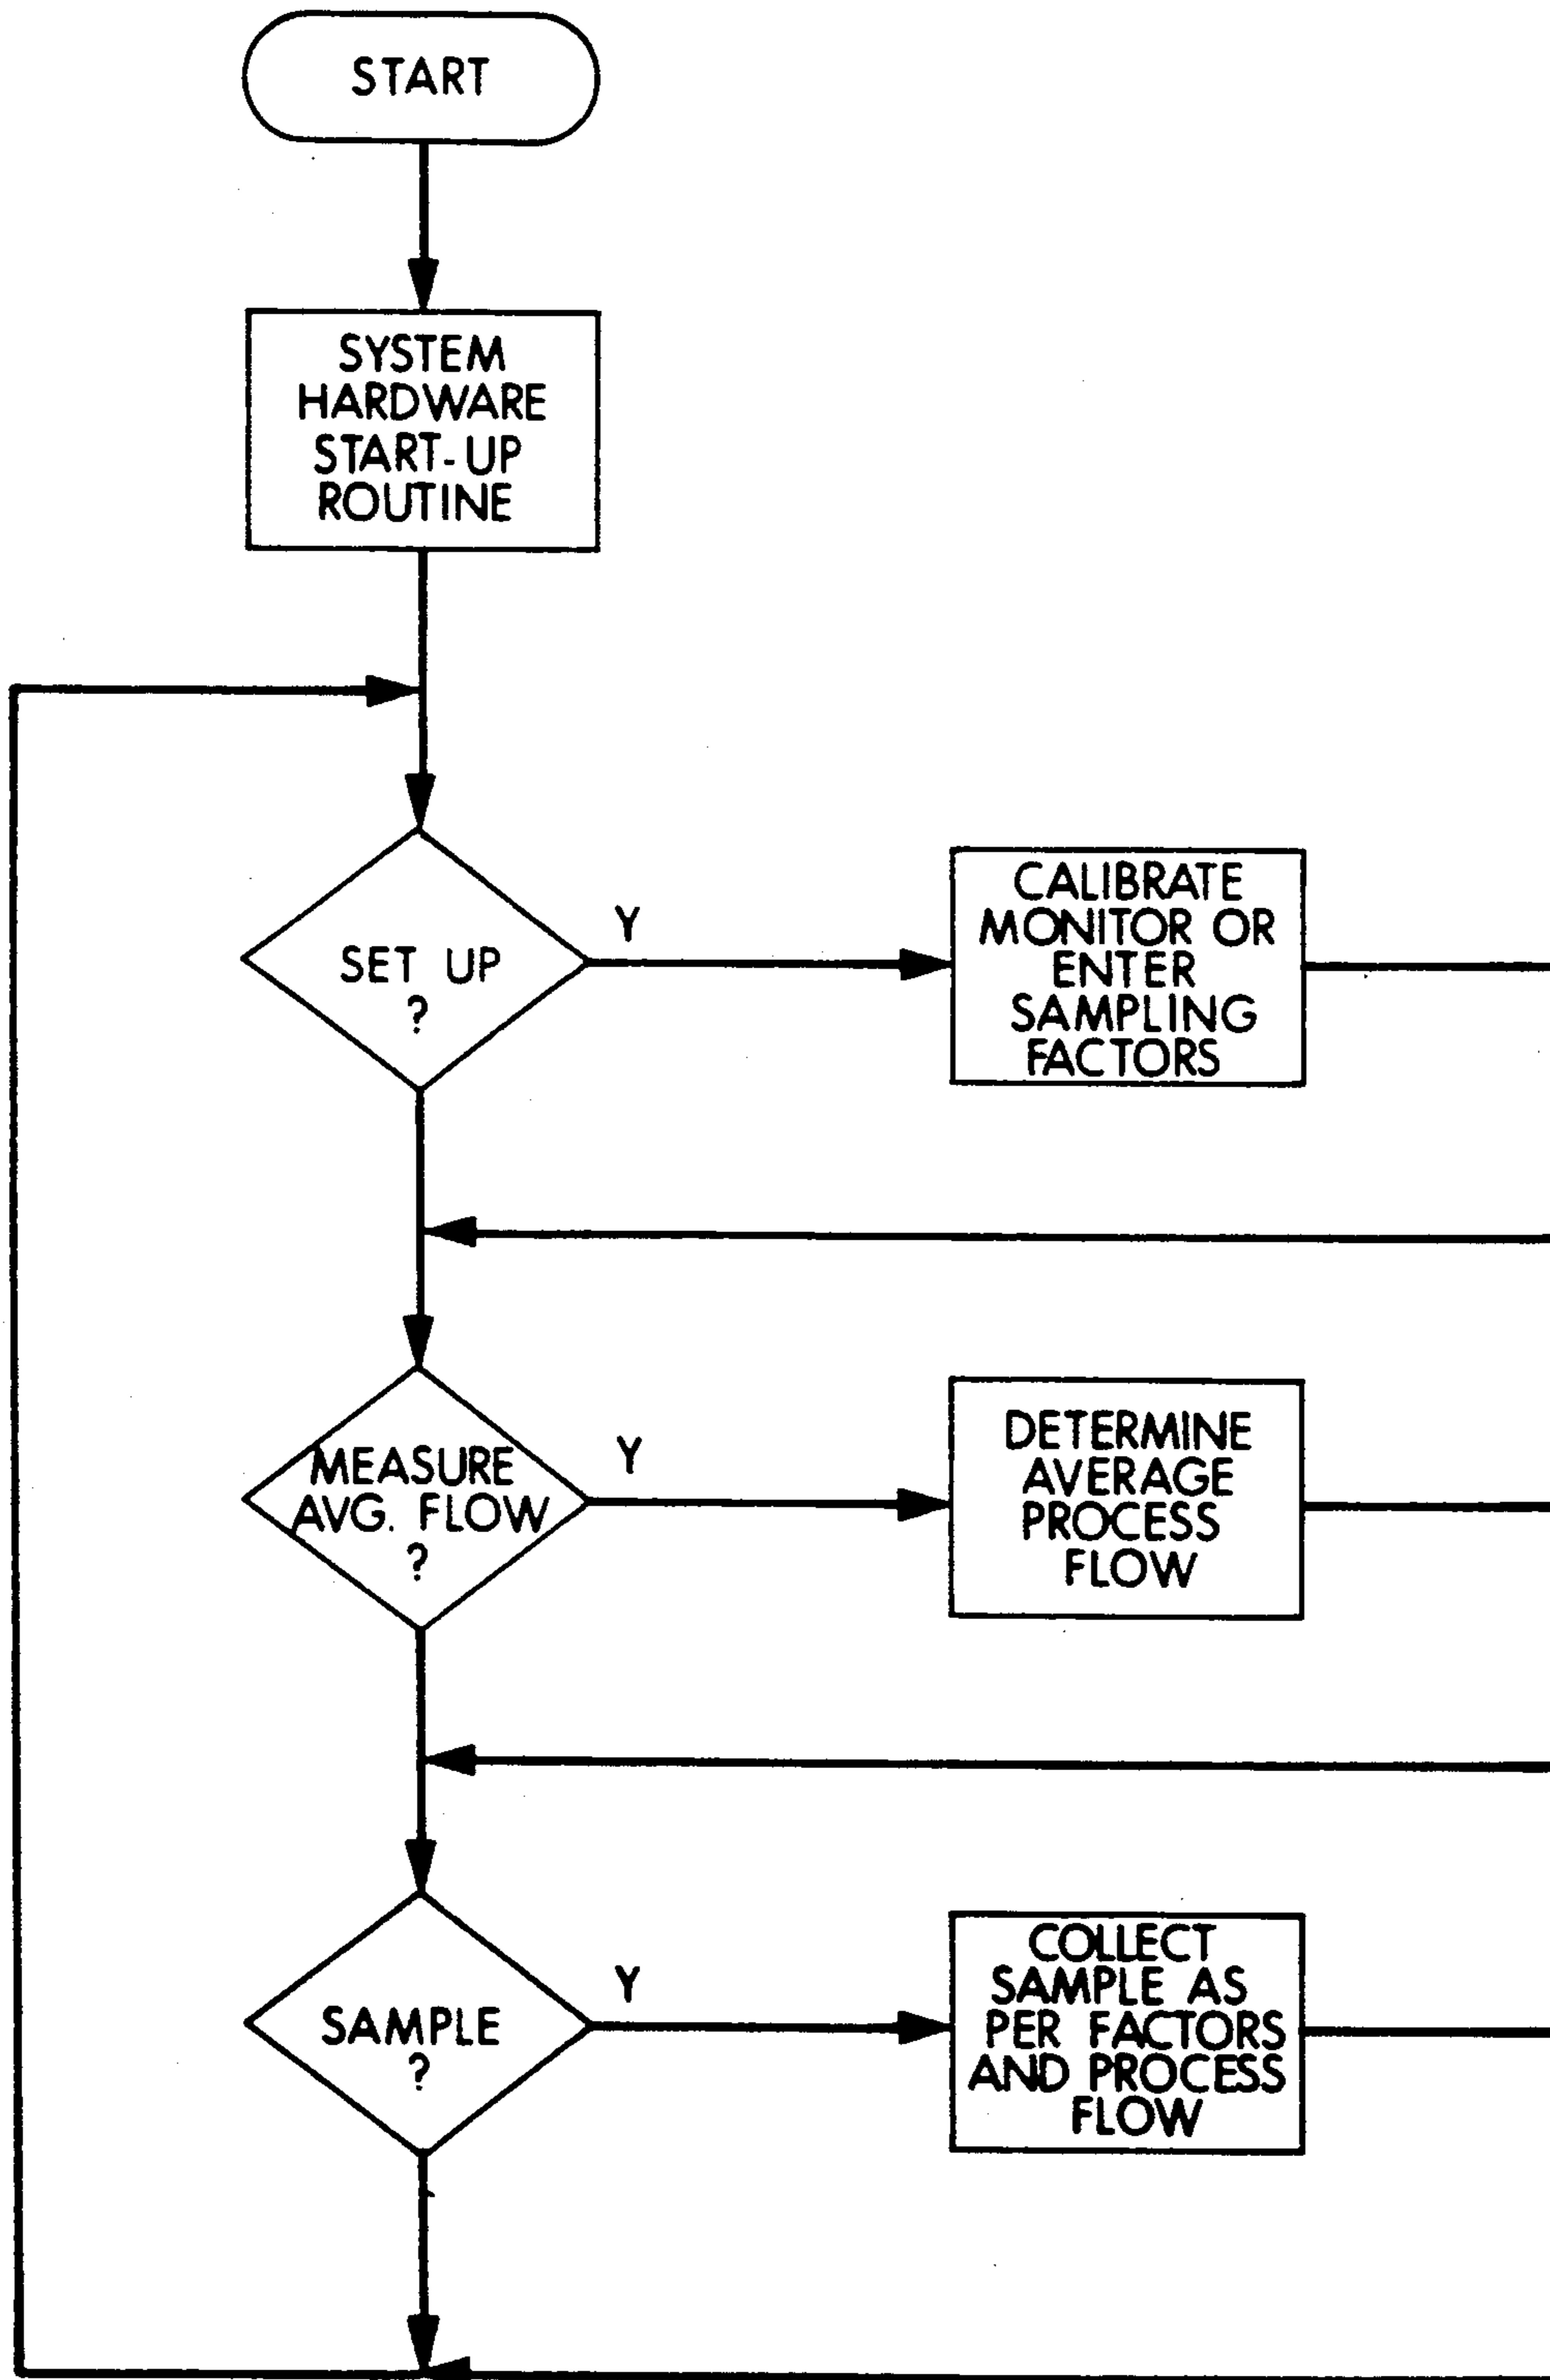 START
SYSTEM
HARDWARE
START-UP
ROUTINE
SET UP
?
Y
CALIBRATE
MONITOR OR
ENTER
SAMPLING
FACTORS
MEASURE
AVG. FLOW
?
Y
DETERMINE
AVERAGE
PROCESS
FLOW
SAMPLE
?
Y
COLLECT
SAMPLE AS
PER FACTORS
AND PROCESS
FLOW